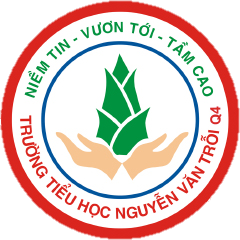 NIỀM TIN - VƯƠN TỚI - TẦM CAO
TRƯỜNG TIỂU HỌC NGUYỄN VĂN TRỖI Q4